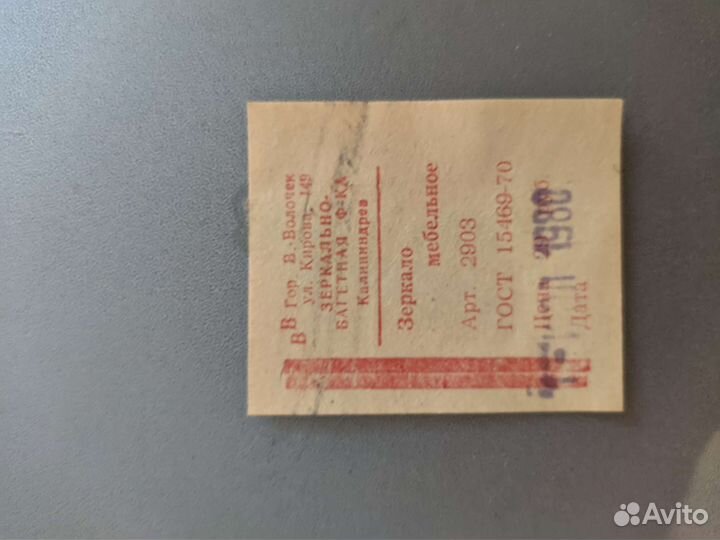 В В
Гор В.-Волочек
ул. Кирова, 149
ЗЕРКАЛЬНО-
БАГЕТНАЯ Ф-КА
Калининдрев
Зеркало
мебельное
Арт. 2903
ГОСТ 15469-70
Цена
Дата
1980
Avito